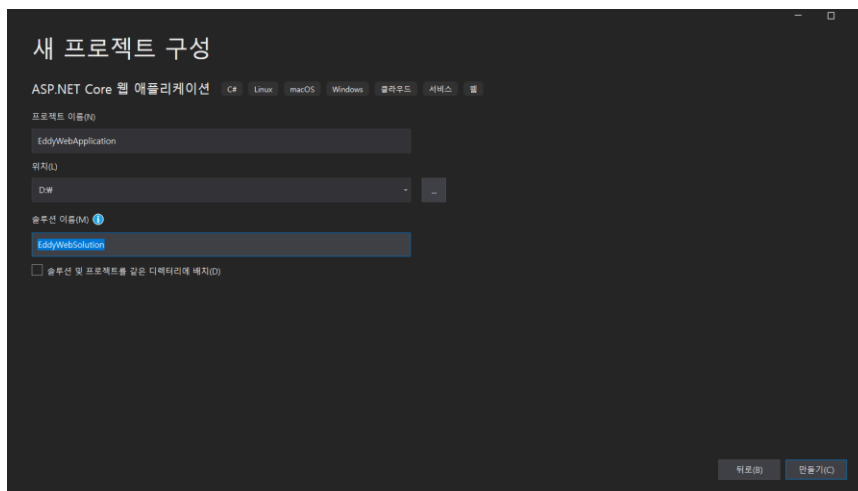 새 프로젝트 구성
ASP.NET Core 웹 애플리케이션 C# Linux macOS Windows 클라우드 서비스 웹
프로젝트 이름(N)
EddyWebApplication
위치(L)
D:₩
...
솔루션 이름(M)
EddyWebSolution
솔루션 및 프로젝트를 같은 디렉터리에 배치(D)
뒤로(B) 만들기(C)